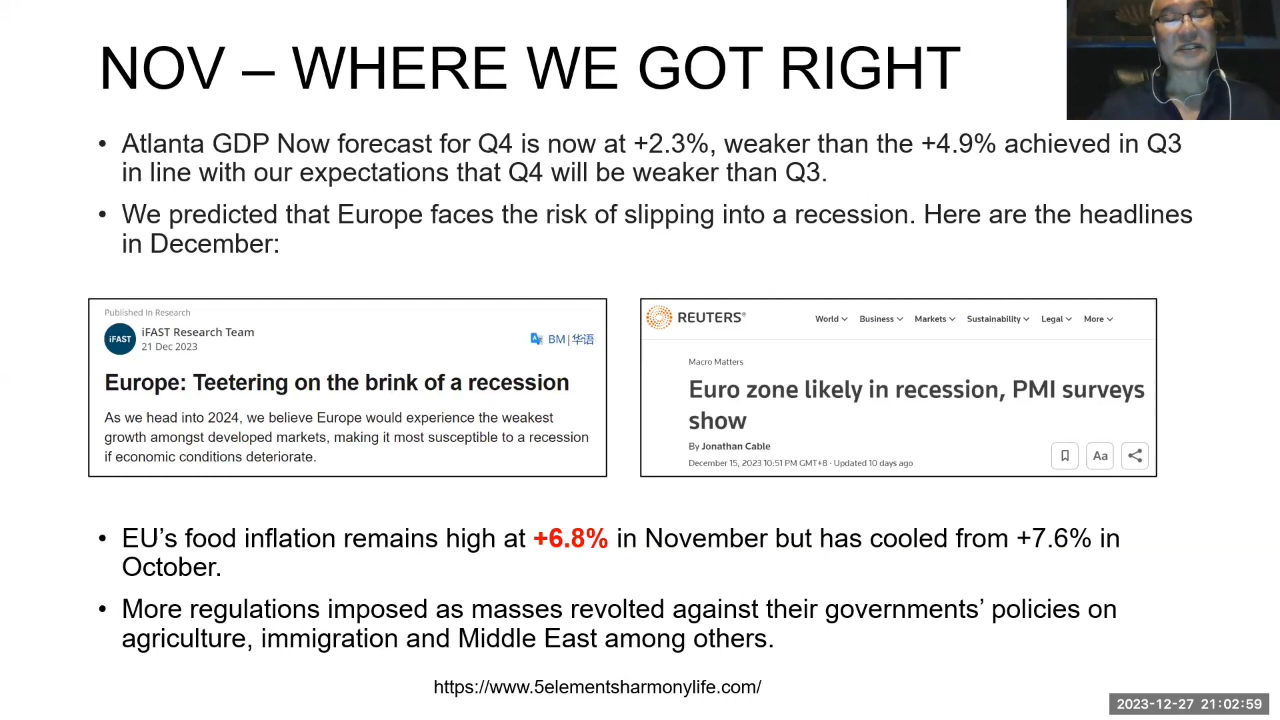 NOV – WHERE WE GOT RIGHT
• Atlanta GDP Now forecast for Q4 is now at +2.3%, weaker than the +4.9% achieved in Q3
in line with our expectations that Q4 will be weaker than Q3.
• We predicted that Europe faces the risk of slipping into a recession. Here are the headlines
in December:
Published In Research
iFAST
iFAST Research Team
21 Dec 2023
BM|华语
Europe: Teetering on the brink of a recession
As we head into 2024, we believe Europe would experience the weakest
growth amongst developed markets, making it most susceptible to a recession
if economic conditions deteriorate.
REUTERS®
World Business Markets Sustainability Legal More
Macro Matters
Euro zone likely in recession, PMI surveys
show
By Jonathan Cable
December 15, 2023 10:51 PM GMT+8 · Updated 10 days ago
Aa
• EU’s food inflation remains high at +6.8% in November but has cooled from +7.6% in
October.
• More regulations imposed as masses revolted against their governments’ policies on
agriculture, immigration and Middle East among others.
https://www.5elementsharmonylife.com/
2023-12-27 21:02:59